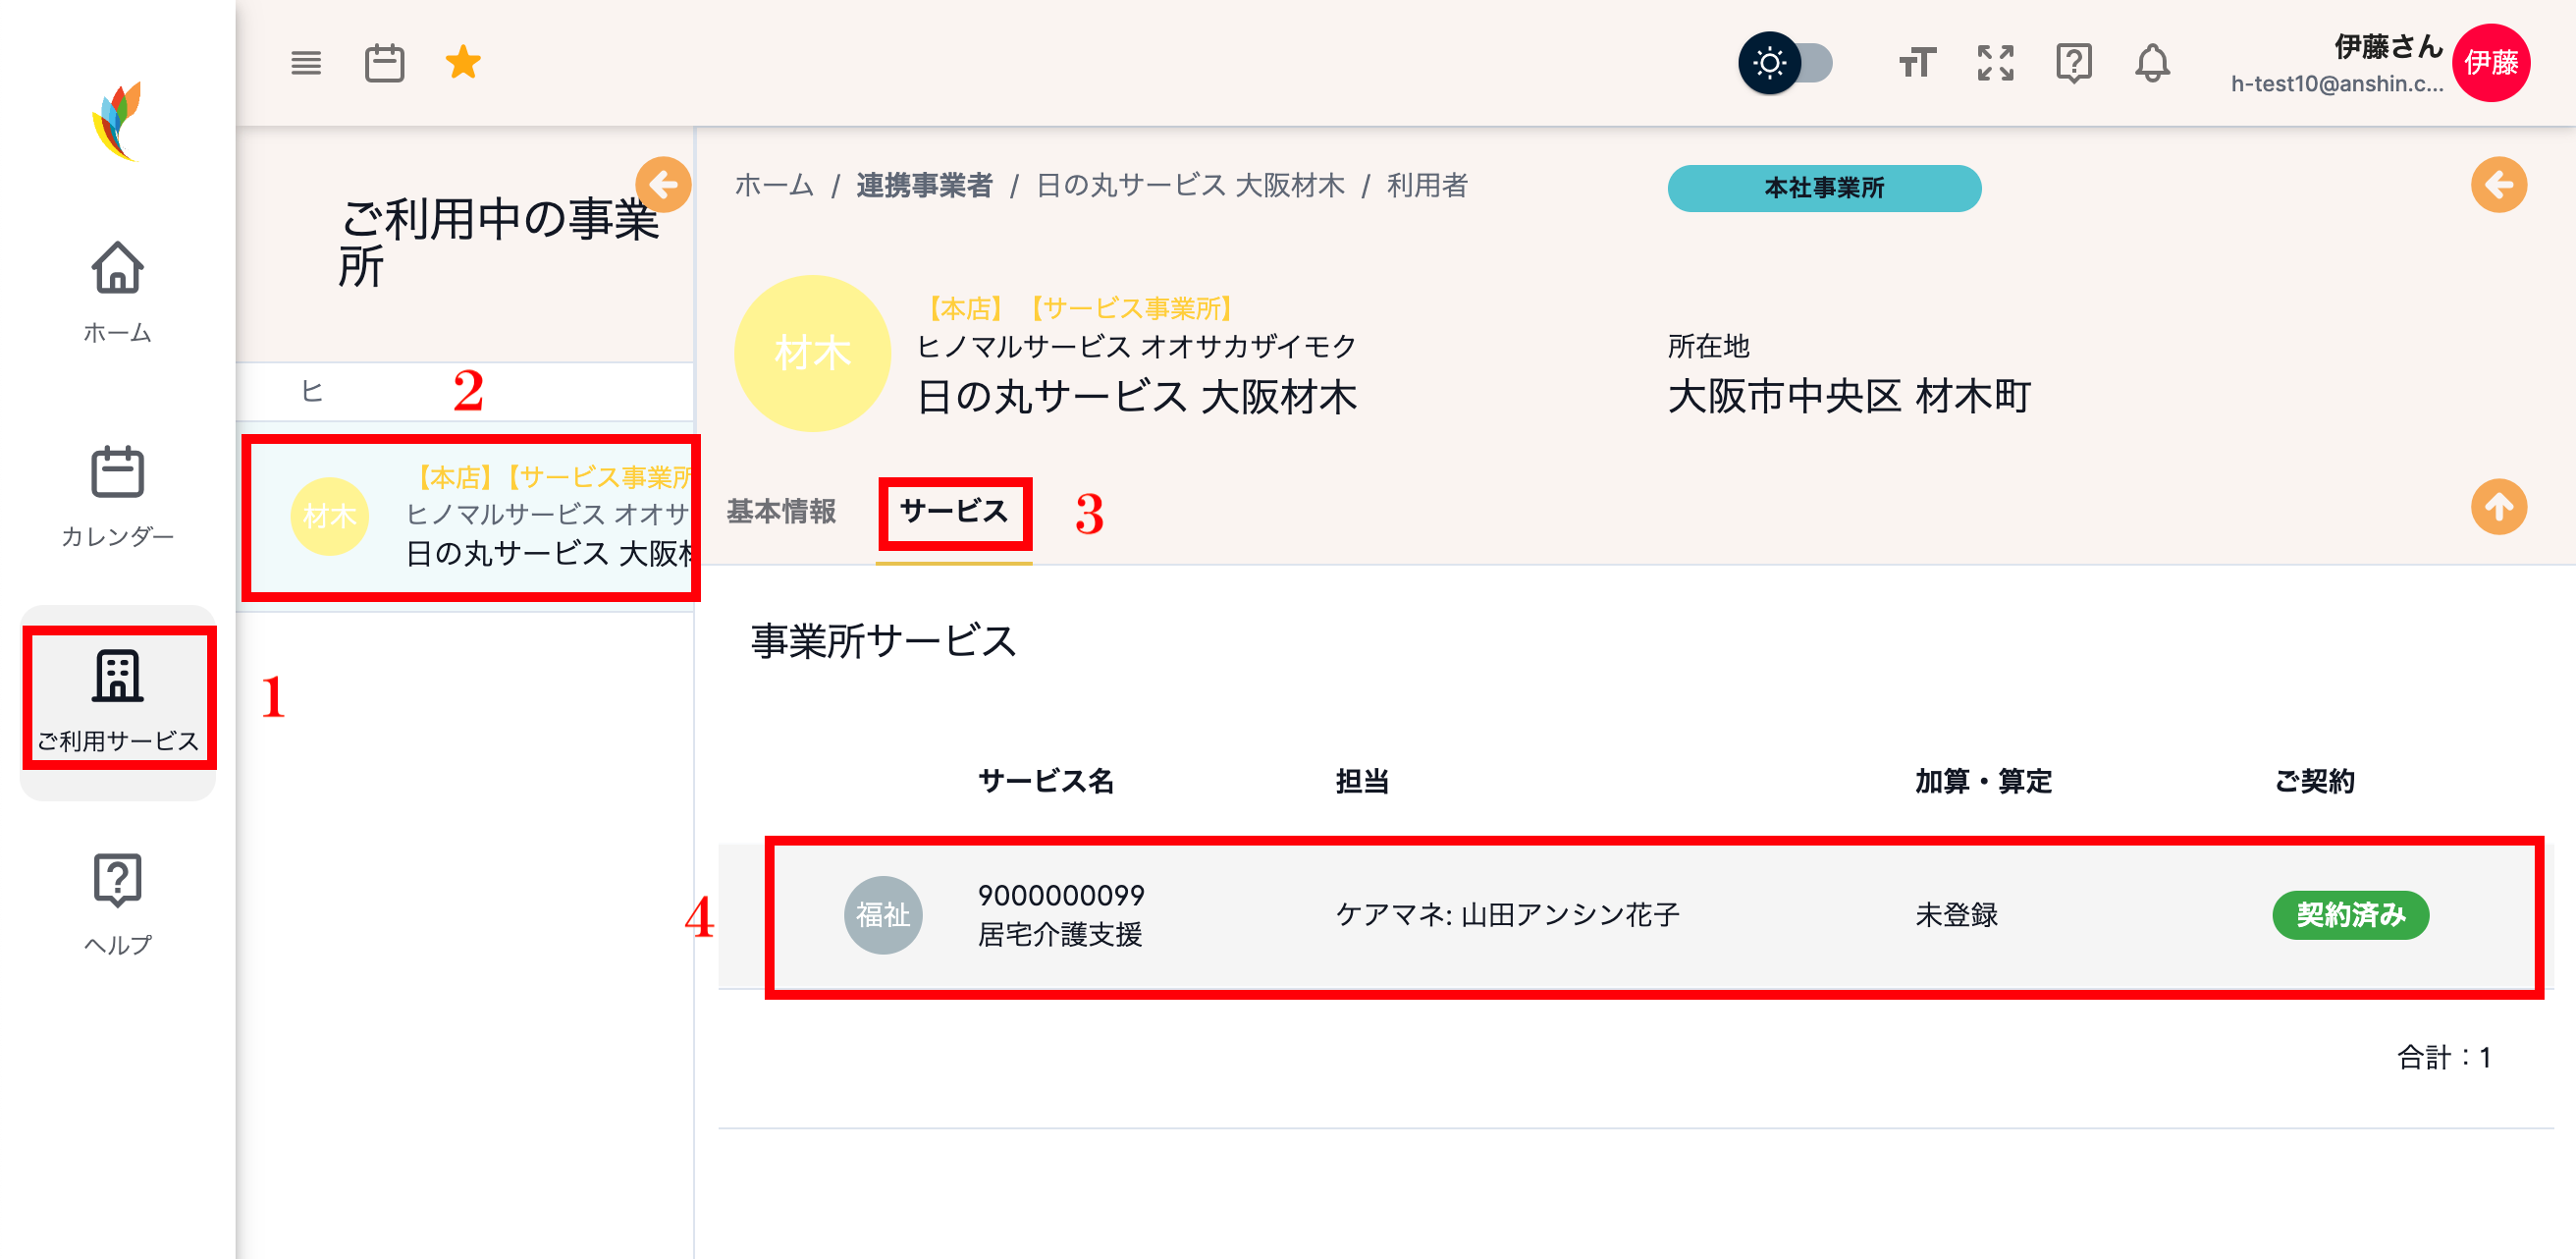 伊藤さん
h-test10@anshin.c...
伊藤
ホーム
カレンダー
ご利用サービス
ヘルプ
1
ご利用中の事業
所
ヒ
2
材木
【本店】【サービス事業所
ヒノマルサービス オオサ
日の丸サービス 大阪材
ホーム / 連携事業者 / 日の丸サービス 大阪材木 / 利用者
本社事業所
材木
【本店】【サービス事業所】
ヒノマルサービス オオサカザイモク
日の丸サービス 大阪材木
所在地
大阪市中央区 材木町
基本情報
サービス
3
事業所サービス
サービス名 担当 加算・算定 ご契約
4
福祉
9000000099
居宅介護支援
ケアマネ: 山田アンシン花子
未登録
契約済み
合計：1